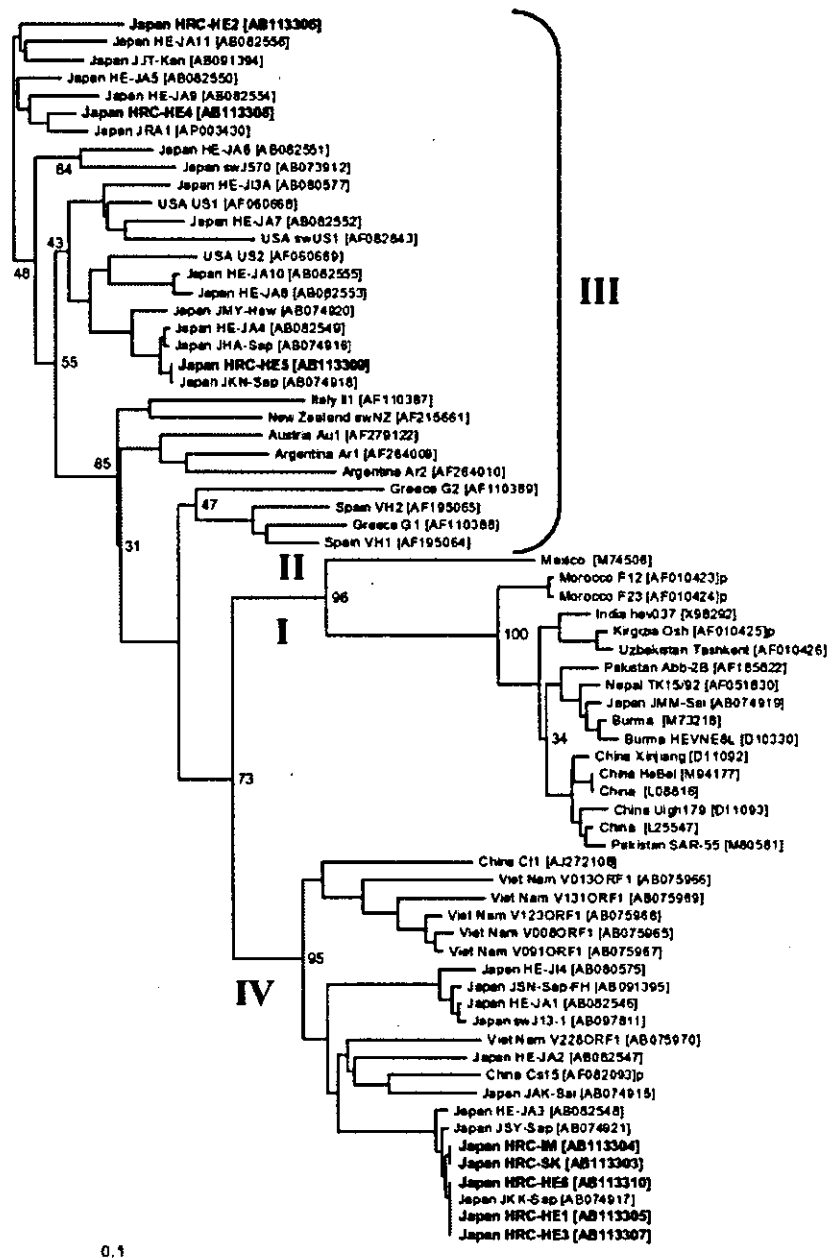 Japan HRC-HE2 [AB113306]
Japan HE-JA11 [AB082556]
Japan JJT-Kan [AB091394]
Japan HE-JA5 [AB082550]
Japan HE-JA9 [AB082554]
Japan HRC-HE4 [AB113308]
Japan JRA1 [AP003430]
Japan HE-JA6 [AB082551]
84
Japan swJ570 [AB073912]
Japan HE-JI3A [AB080577]
USA US1 [AF060668]
Japan HE-JA7 [AB082552]
43
USA swUS1 [AF082843]
USA US2 [AF060669]
48
Japan HE-JA10 [AB082555]
Japan HE-JA8 [AB082553]
III
Japan JMY-Haw [AB074920]
Japan HE-JA4 [AB082549]
Japan JHA-Sap [AB074916]
55
Japan HRC-HE5 [AB113309]
Japan JKN-Sap [AB074918]
Italy It1 [AF110387]
New Zealand swNZ [AF215661]
Austria Au1 [AF279122]
Argentina Ar1 [AF264009]
85
Argentina Ar2 [AF264010]
Greece G2 [AF110389]
47
Spain VH2 [AF195065]
Greece G1 [AF110388]
Spain VH1 [AF195064]
31
II
Mexico [M74506]
Morocco F12 [AF010423]p
Morocco F23 [AF010424]p
96
India hev037 [X98292]
I
100
Kirgizia Osh [AF010425]p
Uzbekistan Tashkent [AF010426]
Pakistan Abb-2B [AF185822]
Nepal TK15/92 [AF051830]
Japan JMM-Sai [AB074919]
Burma [M73218]
34
Burma HEVNE8L [D10330]
China Xinjiang [D11092]
China HeBei [M94177]
73
China [L08816]
China Uigh179 [D11093]
China [L25547]
Pakistan SAR-55 [M80581]
China Ct1 [AJ272108]
Viet Nam V013ORF1 [AB075966]
Viet Nam V131ORF1 [AB075969]
Viet Nam V123ORF1 [AB075968]
Viet Nam V008ORF1 [AB075965]
Viet Nam V091ORF1 [AB075967]
95
Japan HE-JI4 [AB080575]
IV
Japan JSN-Sap-FH [AB091395]
Japan HE-JA1 [AB082546]
Japan swJ13-1 [AB097811]
Viet Nam V228ORF1 [AB075970]
Japan HE-JA2 [AB082547]
China Cs15 [AF082093]p
Japan JAK-Sai [AB074915]
Japan HE-JA3 [AB082548]
Japan JSY-Sap [AB074921]
Japan HRC-IM [AB113304]
Japan HRC-SK [AB113303]
Japan HRC-HE6 [AB113310]
Japan JKK-Sap [AB074917]
Japan HRC-HE1 [AB113305]
Japan HRC-HE3 [AB113307]
0,1